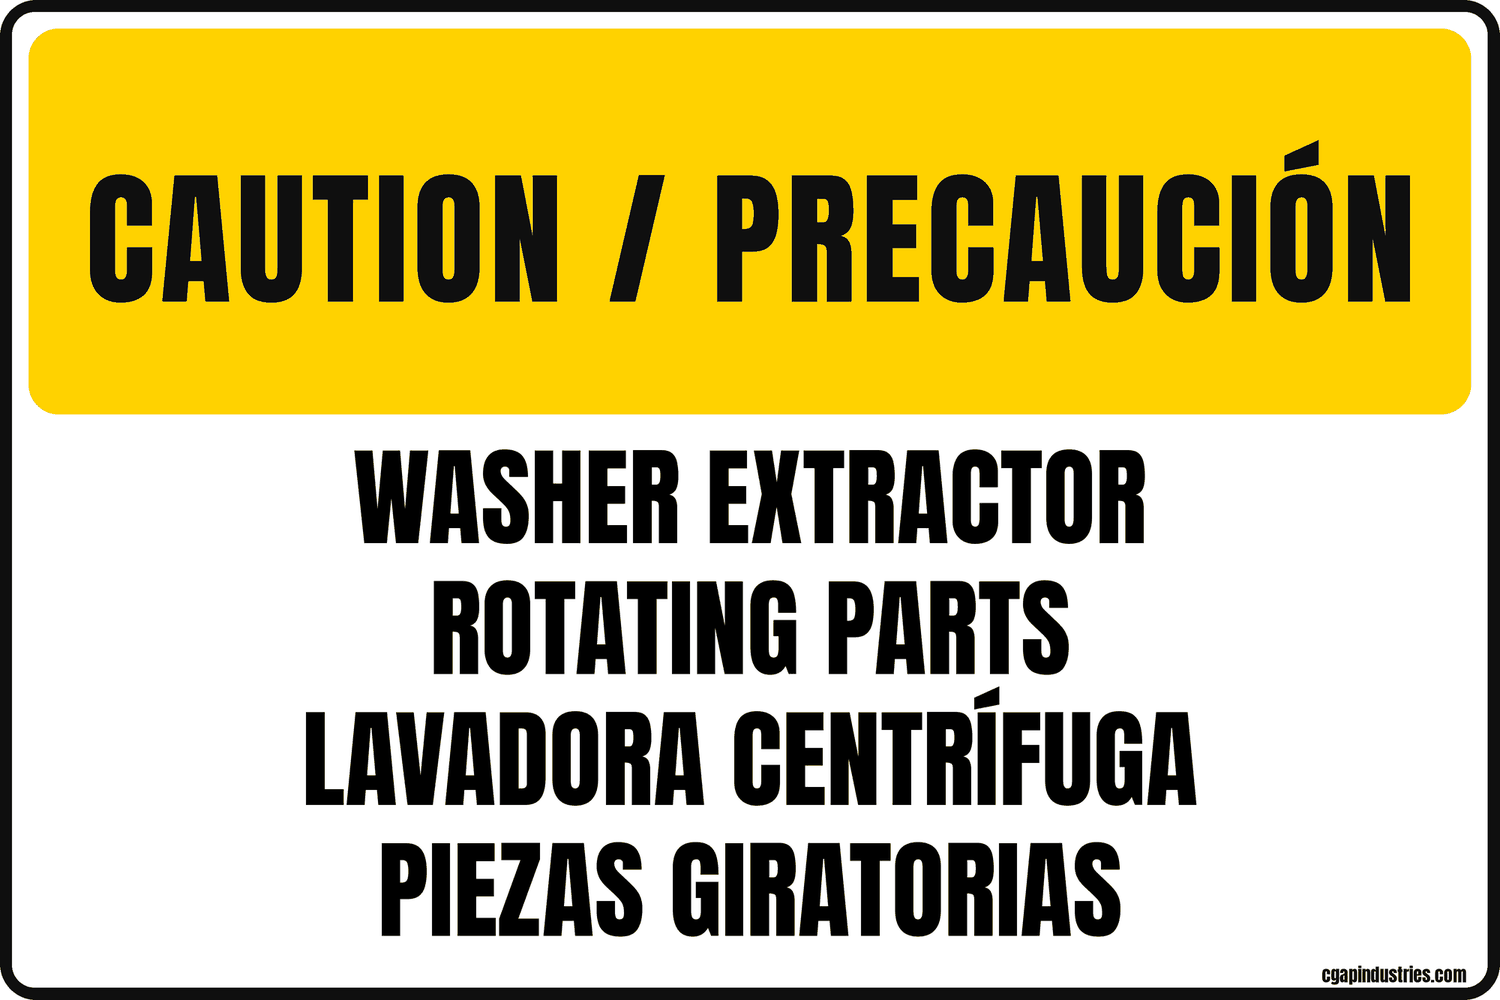 CAUTION / PRECAUCIÓN
WASHER EXTRACTOR
ROTATING PARTS
LAVADORA CENTRÍFUGA
PIEZAS GIRATORIAS
cgapindustries.com